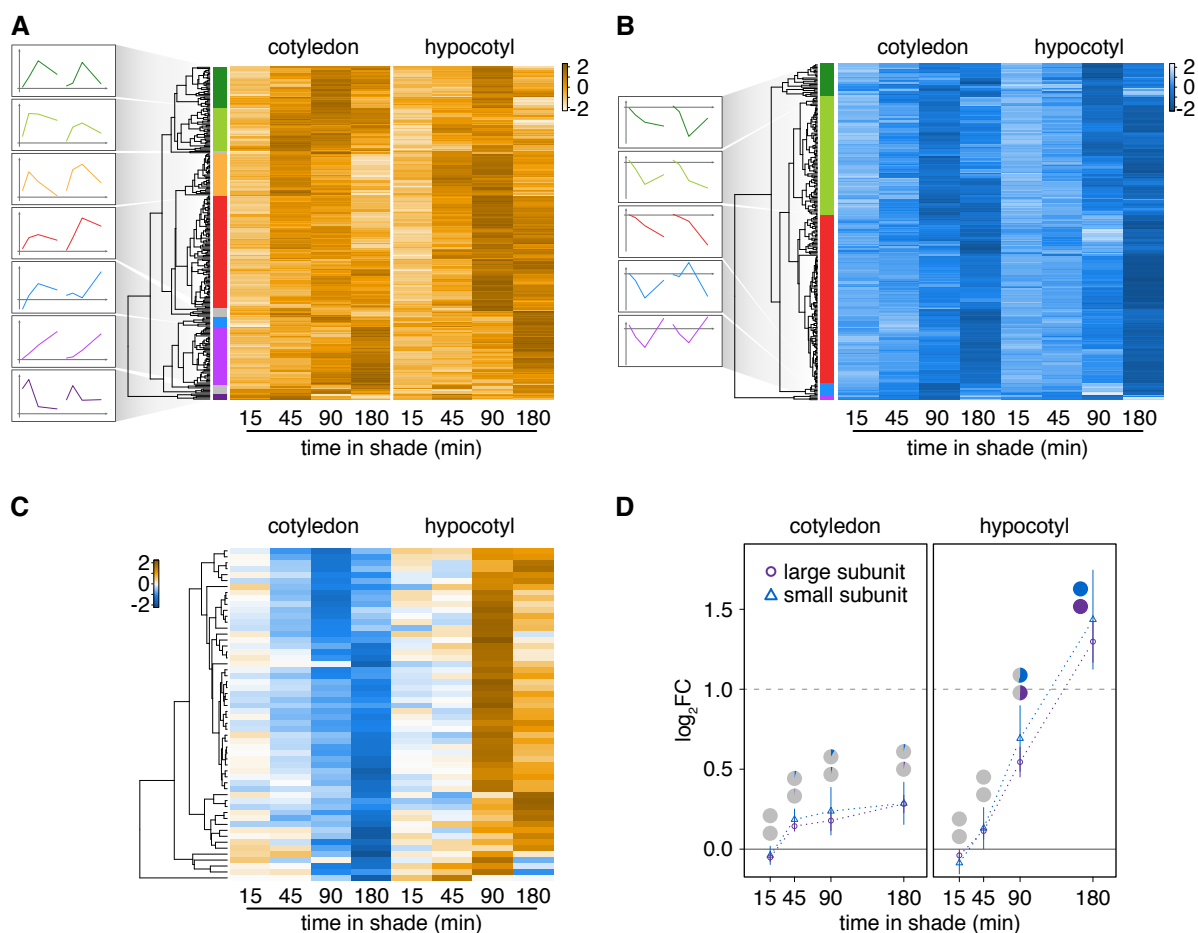 A
cotyledon hypocotyl
2
0
-2
15 45 90 180 15 45 90 180
time in shade (min)
B
cotyledon hypocotyl
2
0
-2
15 45 90 180 15 45 90 180
time in shade (min)
C
cotyledon hypocotyl
2
0
-2
15 45 90 180 15 45 90 180
time in shade (min)
D
cotyledon hypocotyl
large subunit
small subunit
log₂FC
1.5
1.0
0.5
0.0
15 45 90 180 15 45 90 180
time in shade (min)